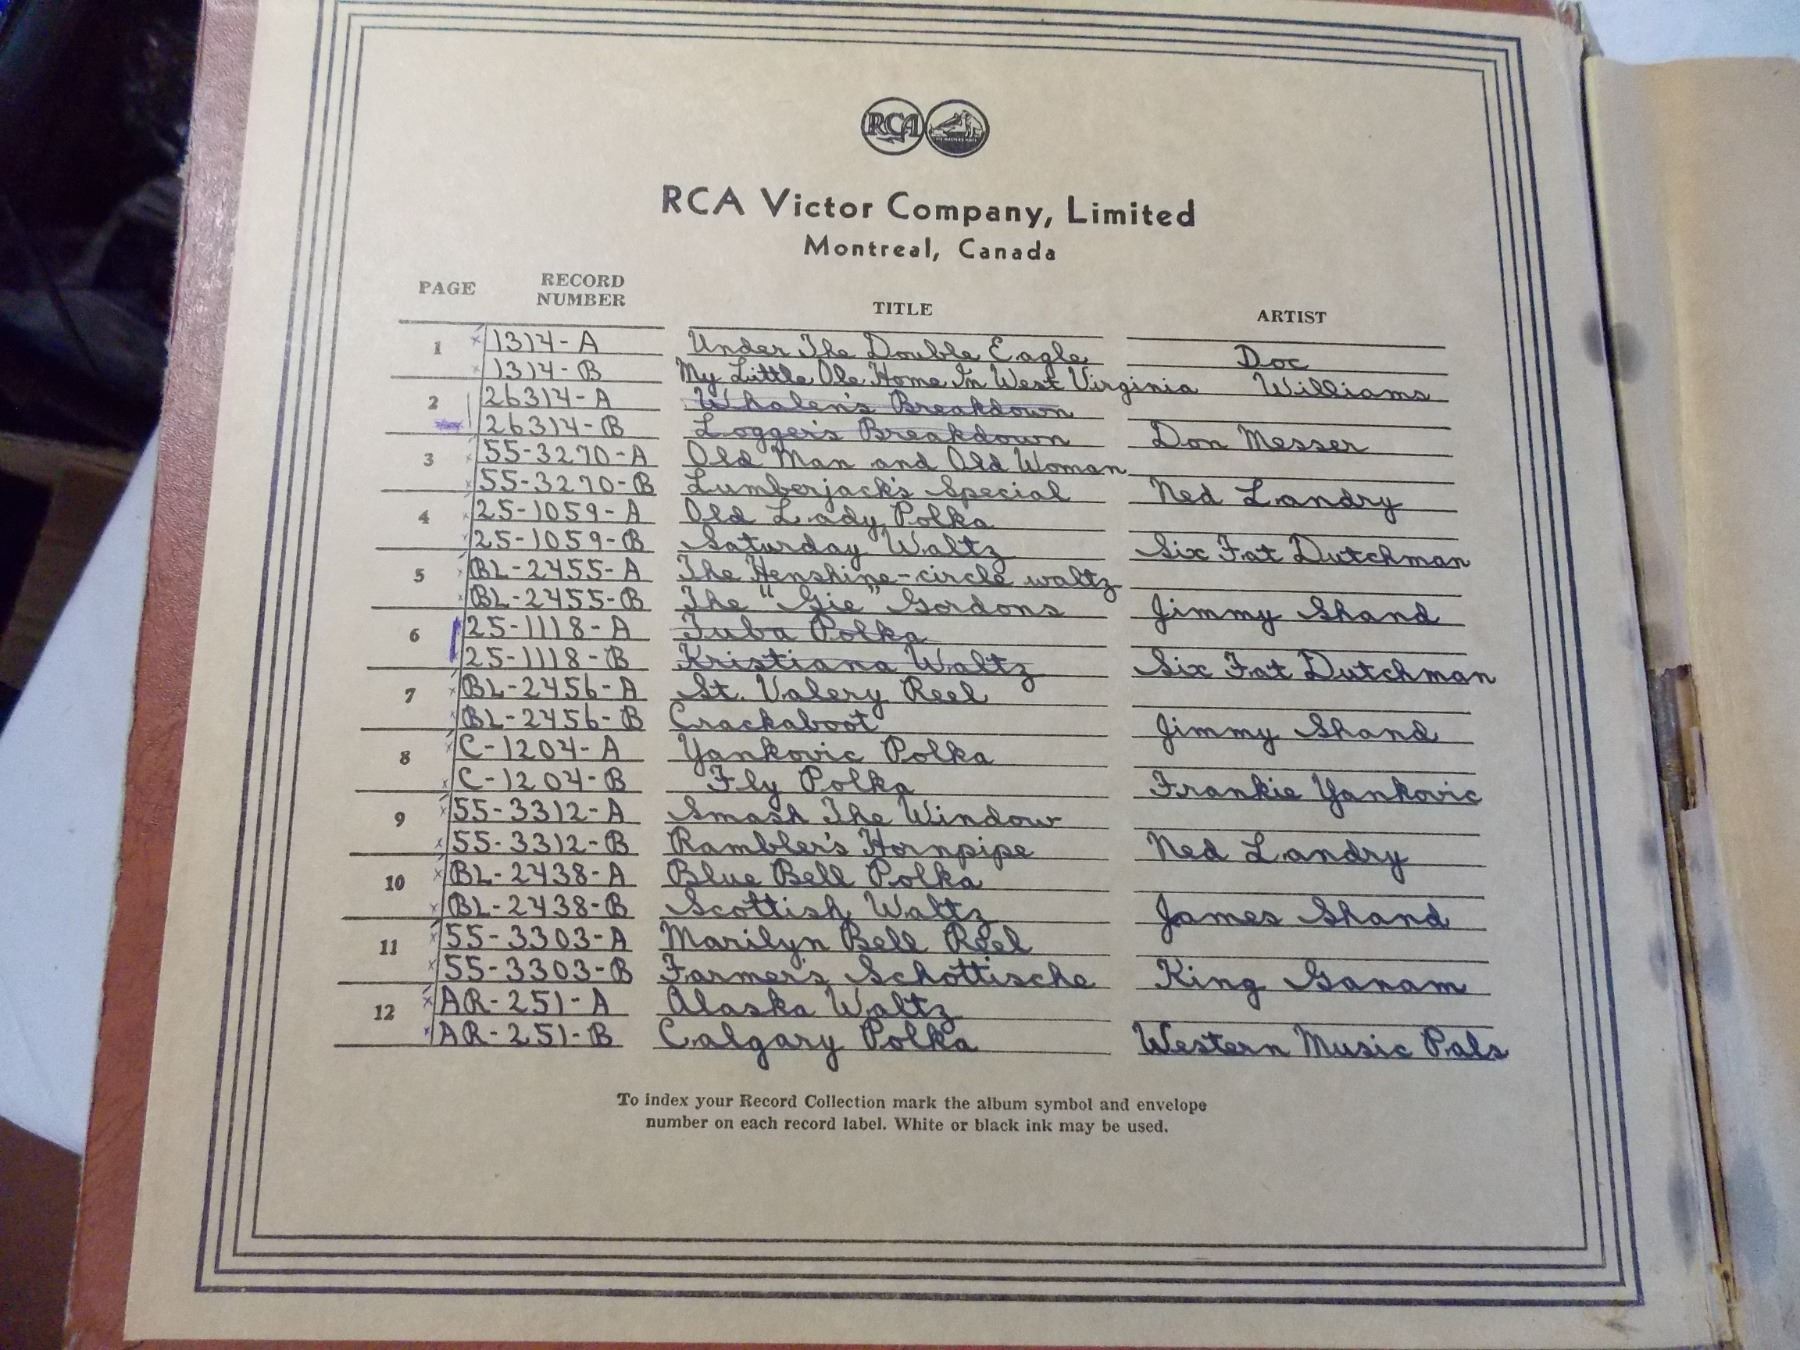 RCA
RCA Victor Company, Limited
Montreal, Canada
PAGE RECORD NUMBER TITLE ARTIST
1 1314-A Under The Double Eagle Doc
1314-B My Little Ole Home In West Virginia Williams
2 26314-A Whalen's Breakdown
26314-B Logger's Breakdown Don Messer
3 55-3270-A Old Man and Old Woman
55-3270-B Lumberjack's Special Ned Landry
4 25-1059-A Old Lady Polka
25-1059-B Saturday Waltz Six Fat Dutchman
5 BL-2455-A The Henshine-circle waltz
BL-2455-B The "Gie" Gordons Jimmy Shand
6 25-1118-A Tuba Polka
25-1118-B Kristiana Waltz Six Fat Dutchman
7 BL-2456-A St. Valery Reel
BL-2456-B Crackaboot Jimmy Shand
8 C-1204-A Yankovic Polka
C-1204-B Fly Polka Frankie Yankovic
9 55-3312-A Smash The Window
55-3312-B Rambler's Hornpipe Ned Landry
10 BL-2438-A Blue Bell Polka
BL-2438-B Scottish Waltz James Shand
11 55-3303-A Marilyn Bell Reel
55-3303-B Farmer's Schottische King Ganam
12 AR-251-A Alaska Waltz
AR-251-B Calgary Polka Western Music Pals
To index your Record Collection mark the album symbol and envelope
number on each record label. White or black ink may be used.